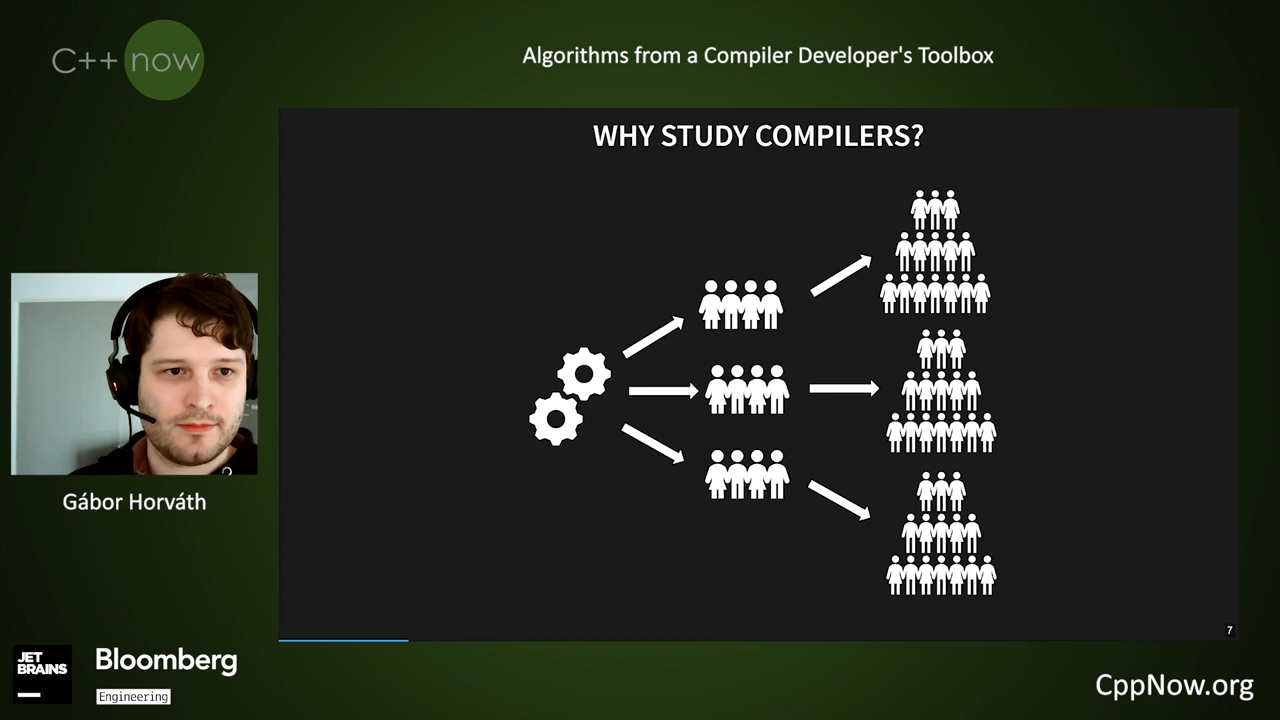 C++ now
Algorithms from a Compiler Developer's Toolbox
WHY STUDY COMPILERS?
Gábor Horváth
7
JET
BRAINS
Bloomberg
Engineering
CppNow.org